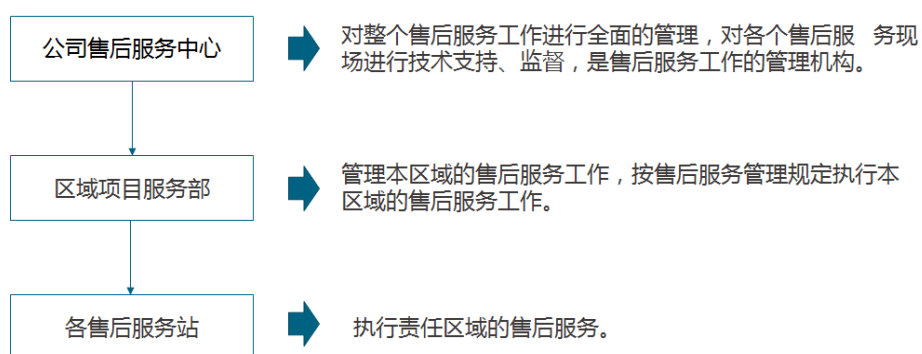 公司售后服务中心
对整个售后服务工作进行全面的管理，对各个售后服 务现
场进行技术支持、监督，是售后服务工作的管理机构。
区域项目服务部
管理本区域的售后服务工作，按售后服务管理规定执行本
区域的售后服务工作。
各售后服务站
执行责任区域的售后服务。